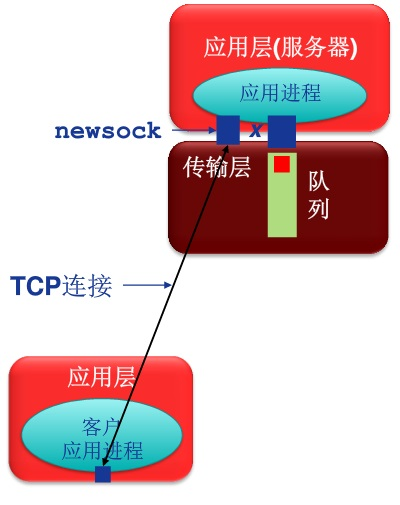 应用层(服务器)
应用进程
newsock
x
传输层
队
列
TCP连接
应用层
客户
应用进程